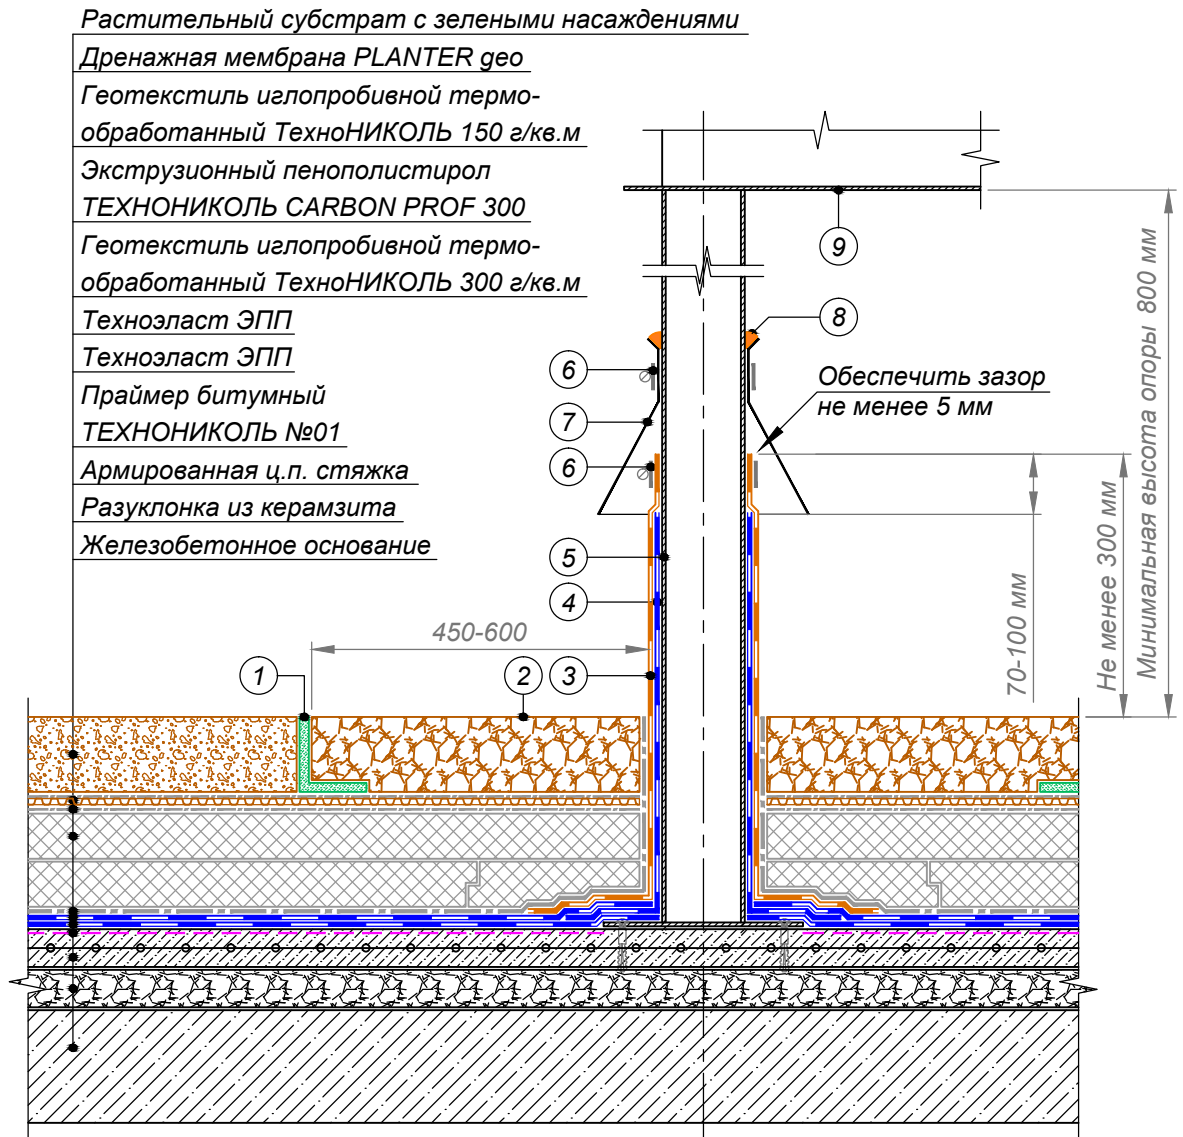 Растительный субстрат с зелеными насаждениями
Дренажная мембрана PLANTER geo
Геотекстиль иглопробивной термо-
обработанный ТехноНИКОЛЬ 150 г/кв.м
Экструзионный пенополистирол
ТЕХНОНИКОЛЬ CARBON PROF 300
Геотекстиль иглопробивной термо-
обработанный ТехноНИКОЛЬ 300 г/кв.м
Техноэласт ЭПП
Техноэласт ЭПП
Праймер битумный
ТЕХНОНИКОЛЬ №01
Армированная ц.п. стяжка
Разуклонка из керамзита
Железобетонное основание
9
8
6
7
6
5
4
Обеспечить зазор
не менее 5 мм
450-600
1
2
3
70-100 мм
Не менее 300 мм
Минимальная высота опоры 800 мм